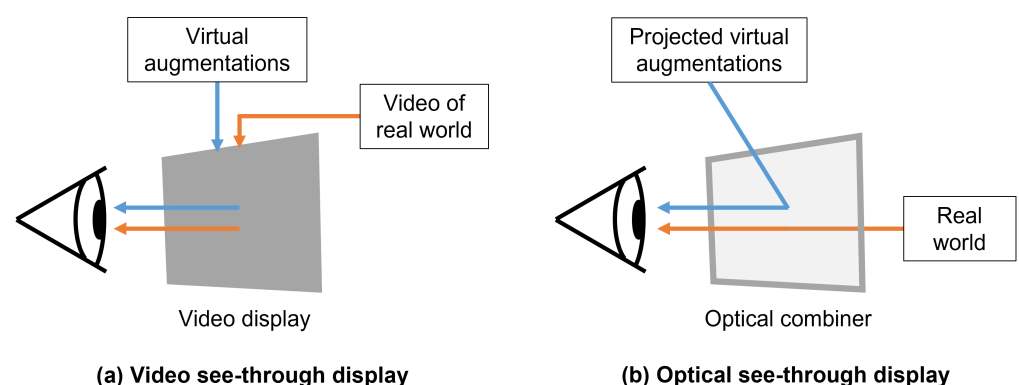 Virtual
augmentations
Video of
real world
Video display
(a) Video see-through display
Projected virtual
augmentations
Real
world
Optical combiner
(b) Optical see-through display